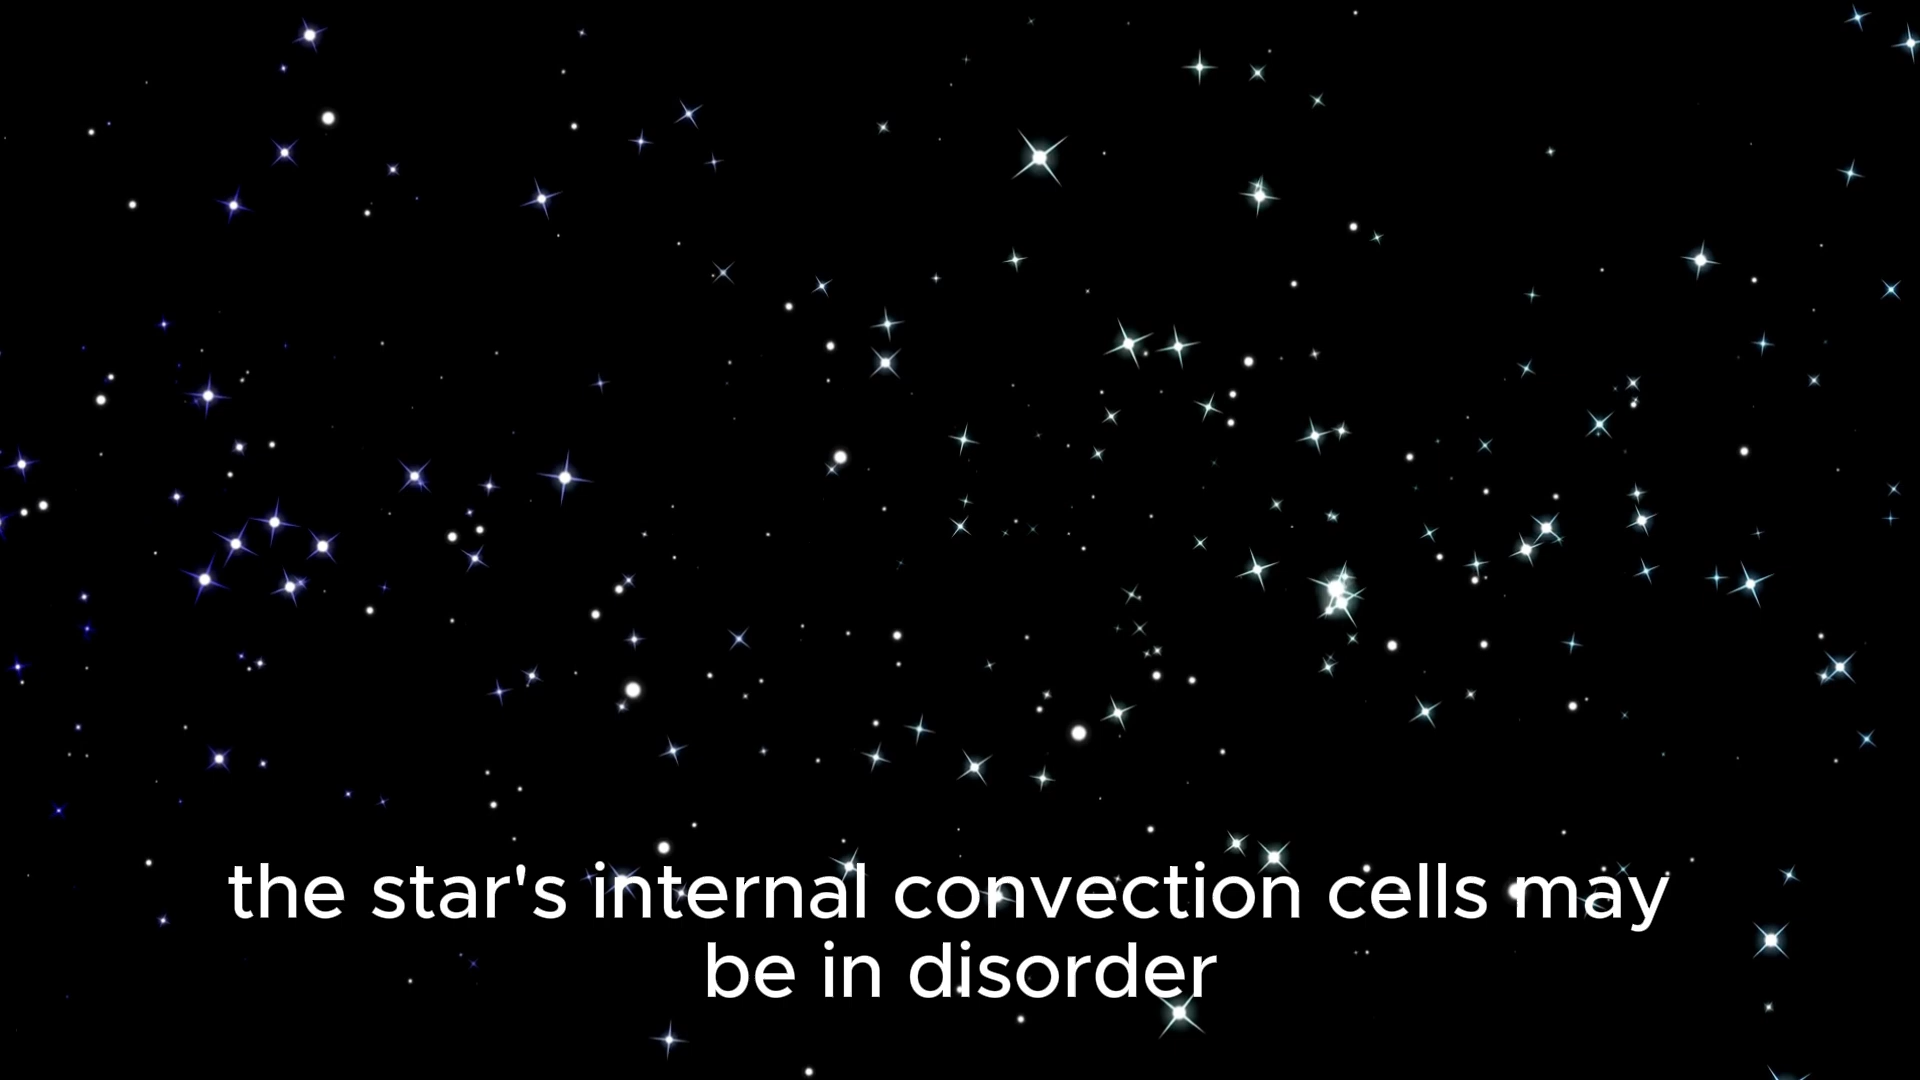 the star's internal convection cells may
be in disorder